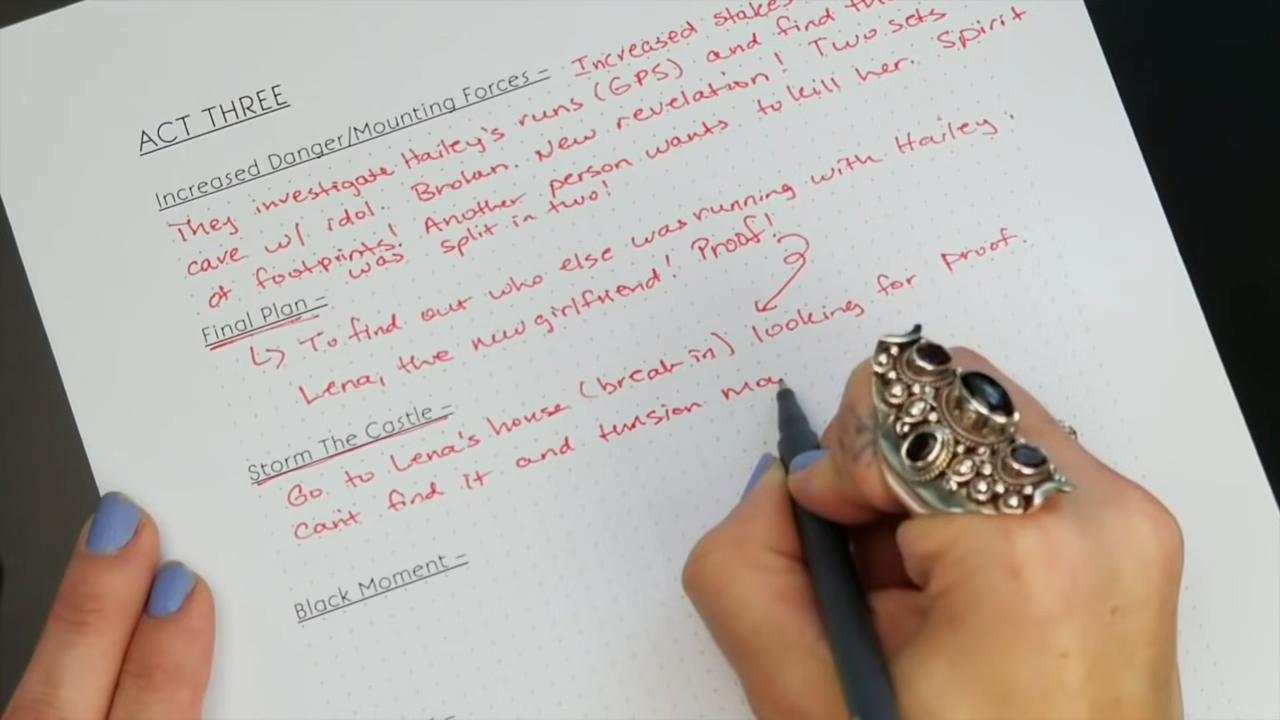 ACT THREE
Increased Danger/Mounting Forces - Increased stakes
They investigate Hailey's runs (GPS) and find
cave w/ idol. Broken. New revelation! Two sets
of footprints! Another person wants to kill her. Spirit
was split in two!
Final Plan -
↳ To find out who else was running with Hailey.
Lena, the new girlfriend! Proof!
Storm The Castle -
Go to Lena's house (break in) looking for proof.
can't find it and tension
Black Moment -